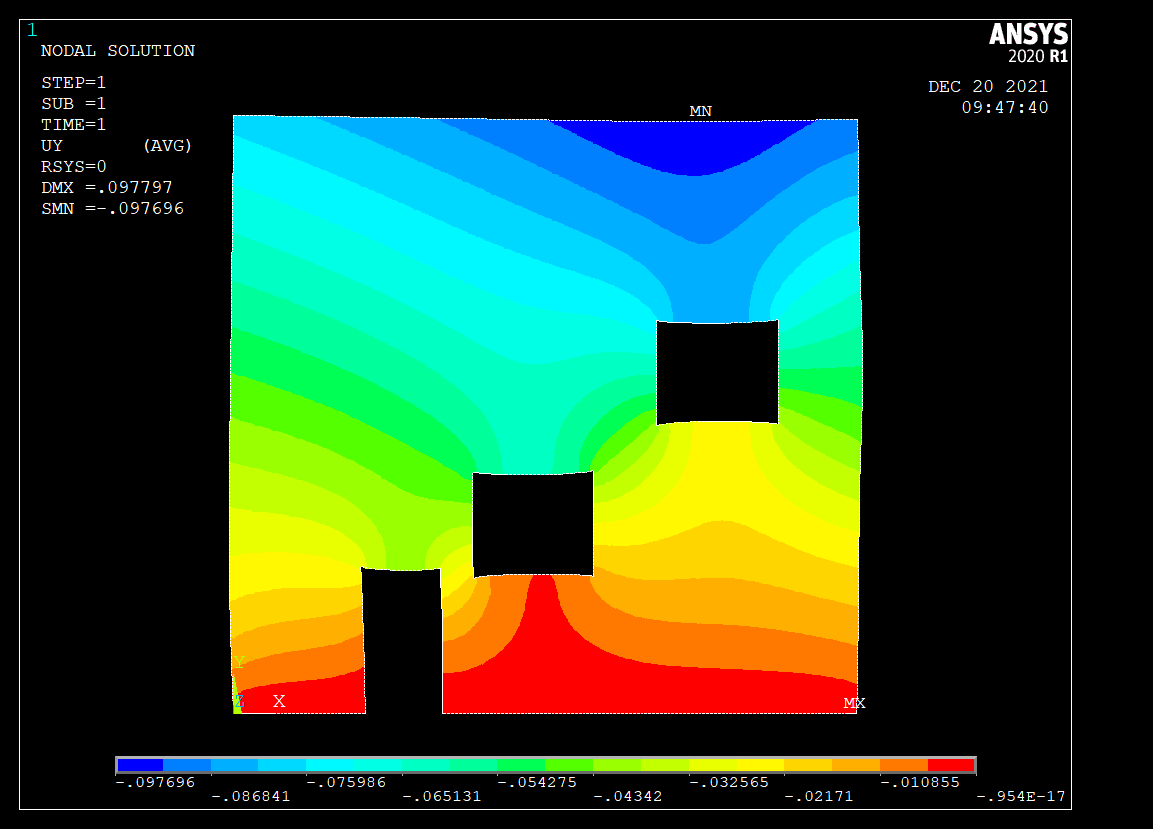 1
ANSYS
2020 R1
NODAL SOLUTION
STEP=1
SUB =1
TIME=1
UY (AVG)
RSYS=0
DMX =.097797
SMN =-.097696
DEC 20 2021
09:47:40
MN
Y
Z X
MX
-.097696 -.075986 -.054275 -.032565 -.010855
-.086841 -.065131 -.04342 -.02171 -.954E-17